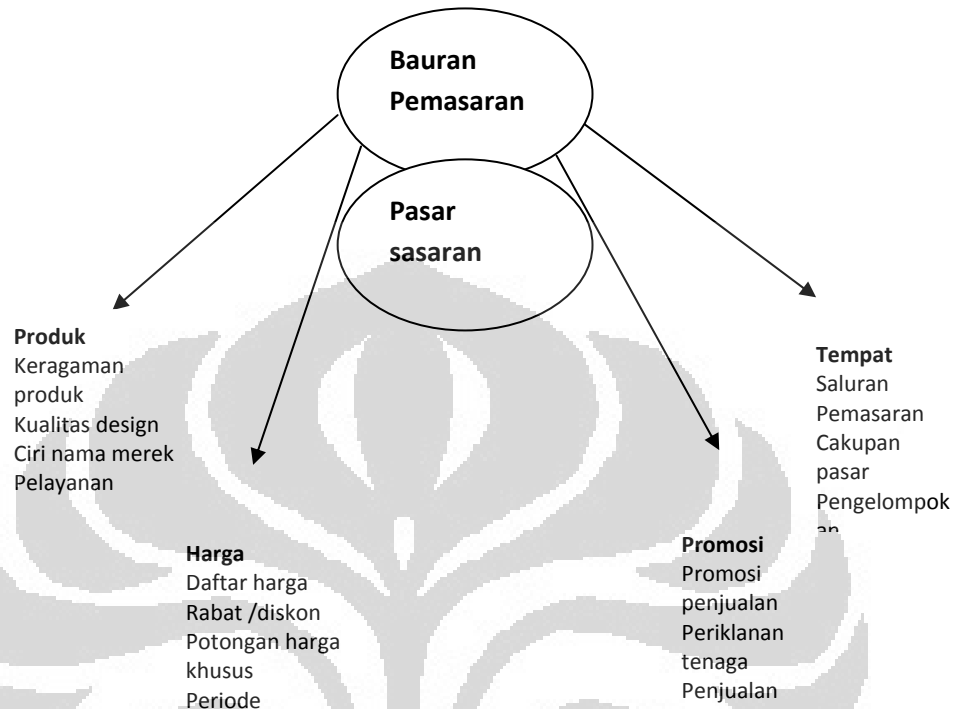 Bauran
Pemasaran
Pasar
sasaran
Produk
Keragaman
produk
Kualitas design
Ciri nama merek
Pelayanan
Harga
Daftar harga
Rabat /diskon
Potongan harga
khusus
Periode
Promosi
Promosi
penjualan
Periklanan
tenaga
Penjualan
Tempat
Saluran
Pemasaran
Cakupan
pasar
Pengelompok
an